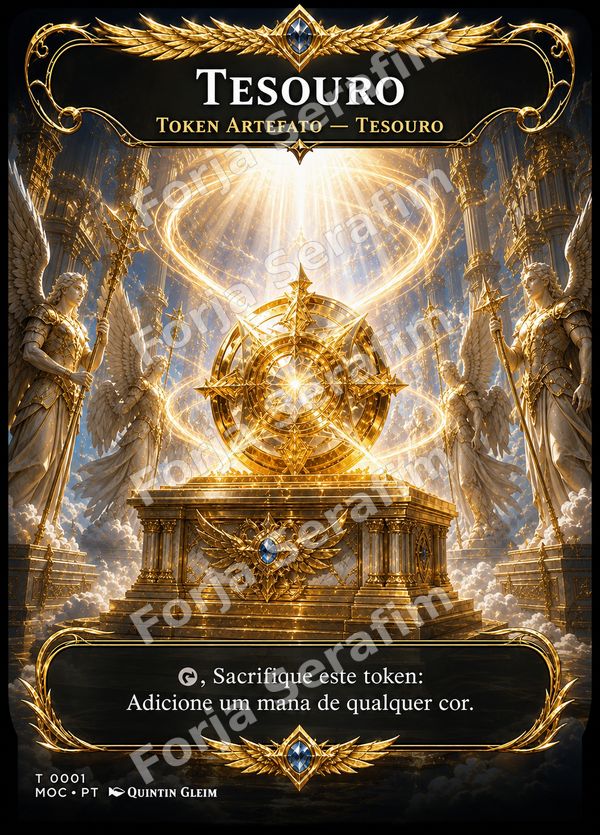 Tesouro
Token Artefato — Tesouro
Forja Serafim
Forja Serafim
Forja Serafim
Forja Serafim
Forja Serafim
, Sacrifique este token:
Adicione um mana de qualquer cor.
T 0001
MOC • PT Quintin Gleim